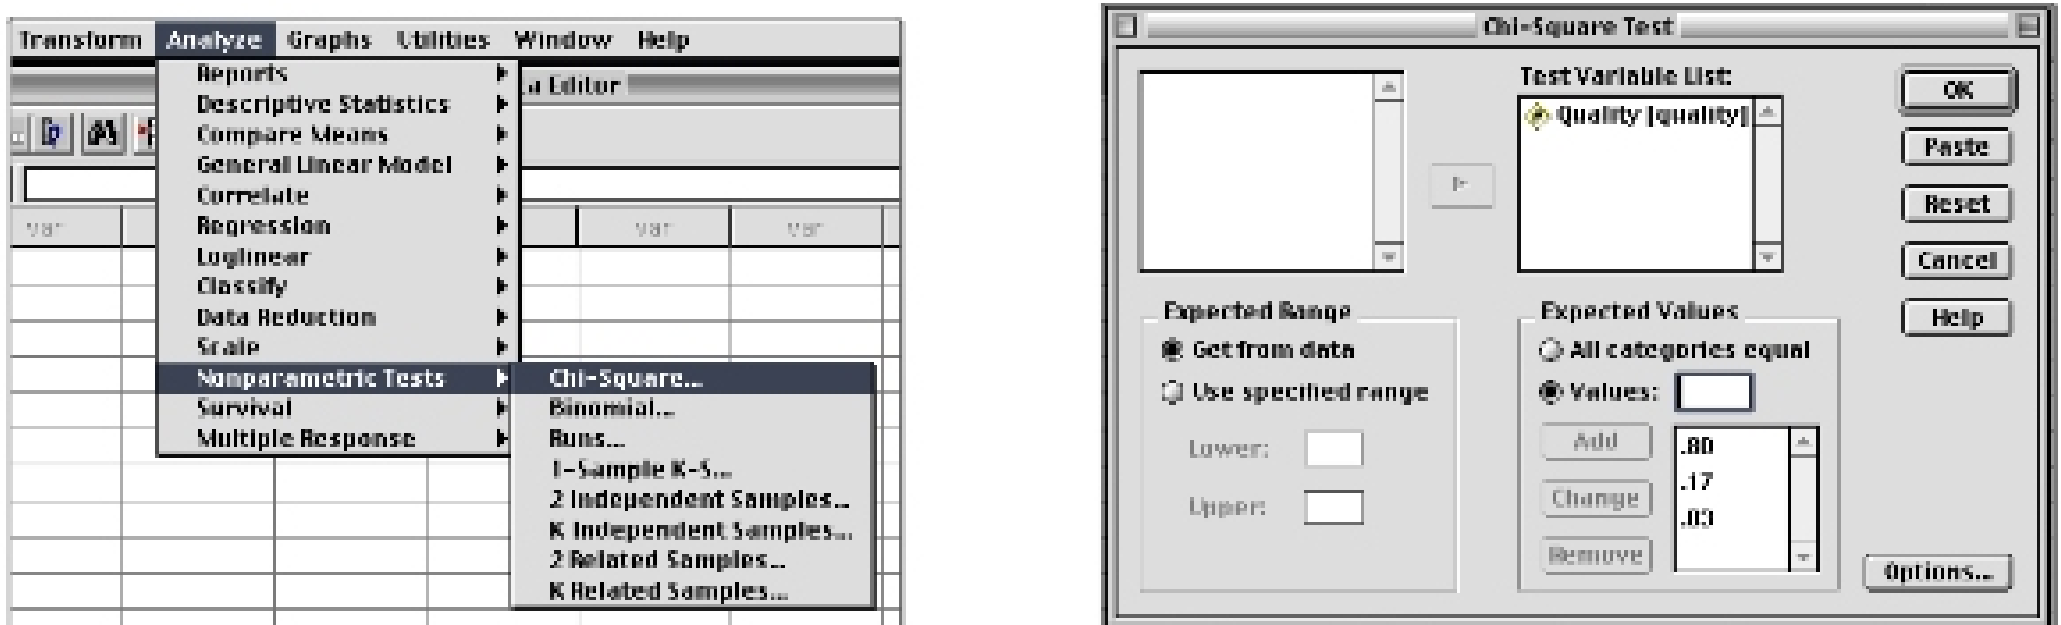 Transform Analyze Graphs Utilities Window Help
Reports
a Editor
Descriptive Statistics
Compare Means
General Linear Model
Correlate
Regression
var var var
Loglinear
Classify
Data Reduction
Scale
Nonparametric Tests
Survival
Multiple Response
Chi-Square...
Binomial...
Runs...
1-Sample K-S...
2 Independent Samples...
K Independent Samples...
2 Related Samples...
K Related Samples...
Chi-Square Test
Test Variable List:
Quality [quality]
OK
Paste
Reset
Cancel
Help
Expected Range
Get from data
Use specified range
Lower:
Upper:
Expected Values
All categories equal
Values:
Add
Change
Remove
.80
.17
.03
Options...